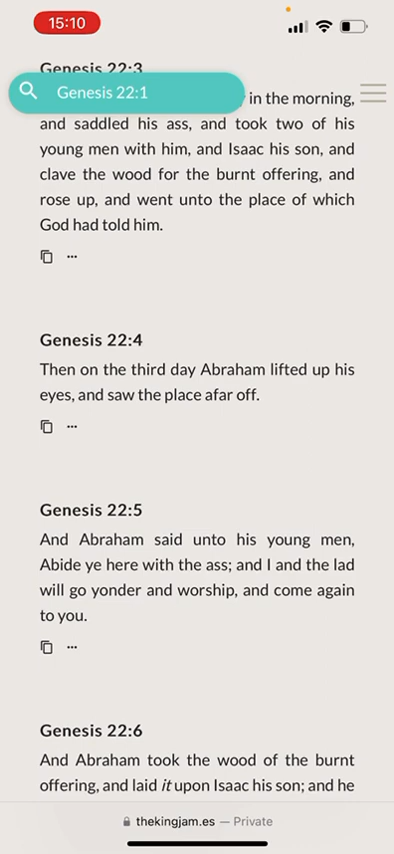 15:10
Genesis 22:3
Genesis 22:1
in the morning,
and saddled his ass, and took two of his
young men with him, and Isaac his son, and
clave the wood for the burnt offering, and
rose up, and went unto the place of which
God had told him.
Genesis 22:4
Then on the third day Abraham lifted up his
eyes, and saw the place afar off.
Genesis 22:5
And Abraham said unto his young men,
Abide ye here with the ass; and I and the lad
will go yonder and worship, and come again
to you.
Genesis 22:6
And Abraham took the wood of the burnt
offering, and laid it upon Isaac his son; and he
thekingjam.es — Private